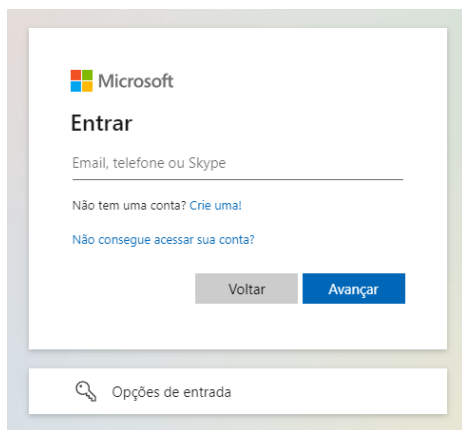 Microsoft
Entrar
Email, telefone ou Skype
Não tem uma conta? Crie uma!
Não consegue acessar sua conta?
Voltar Avançar
Opções de entrada